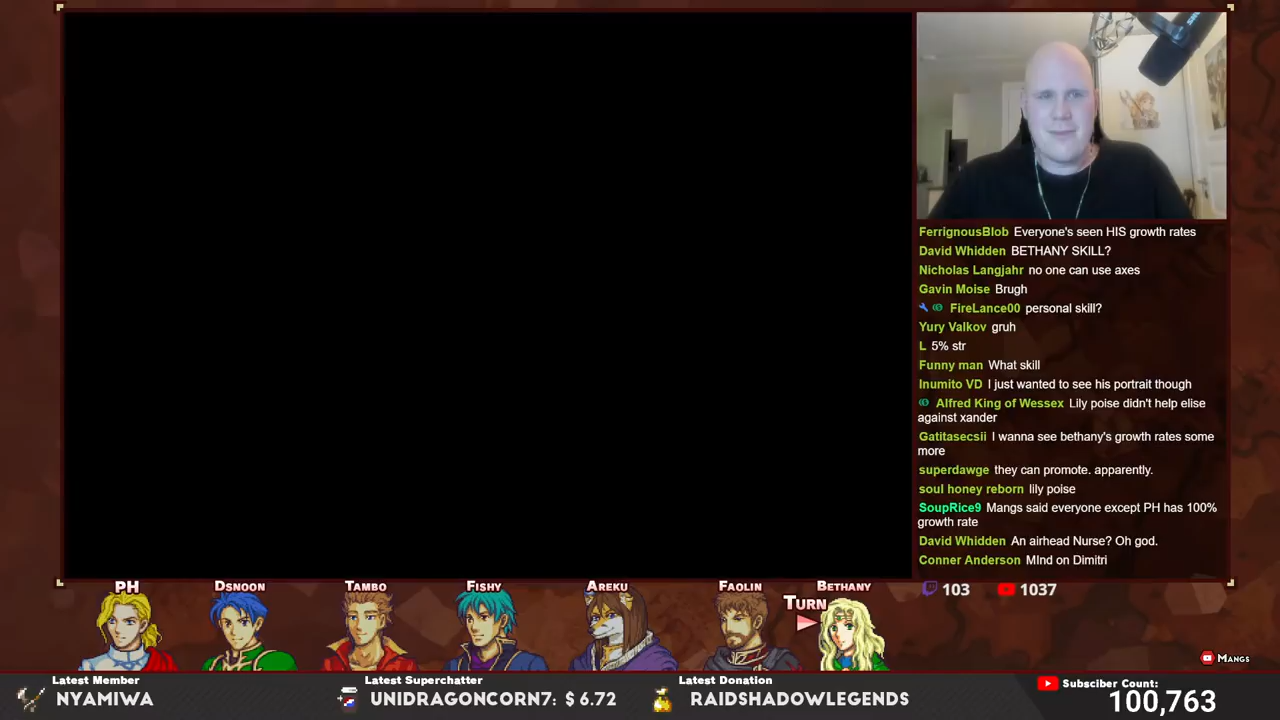 FerrignousBlob Everyone's seen HIS growth rates
David Whidden BETHANY SKILL?
Nicholas Langjahr no one can use axes
Gavin Moise Brugh
FireLance00 personal skill?
Yury Valkov gruh
L 5% str
Funny man What skill
Inumito VD I just wanted to see his portrait though
Alfred King of Wessex Lily poise didn't help elise
against xander
Gatitasecsii I wanna see bethany's growth rates some
more
superdawge they can promote. apparently.
soul honey reborn lily poise
SoupRice9 Mangs said everyone except PH has 100%
growth rate
David Whidden An airhead Nurse? Oh god.
Conner Anderson MInd on Dimitri
PH Dsnoon Tambo Fishy Areku Faolin Bethany
Turn
103 1037
Mangs
Latest Member
NYAMIWA
Latest Superchatter
UNIDRAGONCORN7: $ 6.72
Latest Donation
RAIDSHADOWLEGENDS
Subsciber Count:
100,763